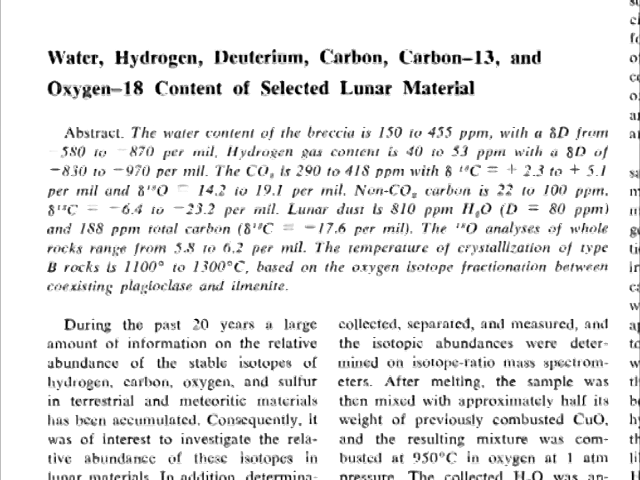 Water, Hydrogen, Deuterium, Carbon, Carbon–13, and
Oxygen–18 Content of Selected Lunar Material
Abstract. The water content of the breccia is 150 to 455 ppm, with a δD from
−580 to −870 per mil. Hydrogen gas content is 40 to 53 ppm with a δD of
−830 to −970 per mil. The CO₂ is 290 to 418 ppm with δ ¹³C = + 2.3 to + 5.1
per mil and δ¹⁸O = 14.2 to 19.1 per mil. Non-CO₂ carbon is 22 to 100 ppm,
δ¹³C = −6.4 to −23.2 per mil. Lunar dust is 810 ppm H₂O (D = 80 ppm)
and 188 ppm total carbon (δ¹³C = −17.6 per mil). The ¹⁸O analyses of whole
rocks range from 5.8 to 6.2 per mil. The temperature of crystallization of type
B rocks is 1100° to 1300°C, based on the oxygen isotope fractionation between
coexisting plagioclase and ilmenite.
During the past 20 years a large
amount of information on the relative
abundance of the stable isotopes of
hydrogen, carbon, oxygen, and sulfur
in terrestrial and meteoritic materials
has been accumulated. Consequently, it
was of interest to investigate the rela-
tive abundance of these isotopes in
lunar materials. In addition, determina-
collected, separated, and measured, and
the isotopic abundances were deter-
mined on isotope-ratio mass spectrom-
eters. After melting, the sample was
then mixed with approximately half its
weight of previously combusted CuO,
and the resulting mixture was com-
busted at 950°C in oxygen at 1 atm
pressure. The collected H₂O was an-